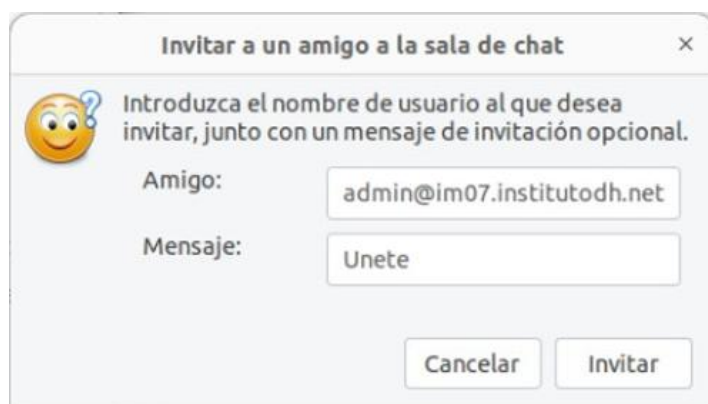 Invitar a un amigo a la sala de chat
Introduzca el nombre de usuario al que desea
invitar, junto con un mensaje de invitación opcional.
Amigo:
admin@im07.institutodh.net
Mensaje:
Unete
Cancelar
Invitar